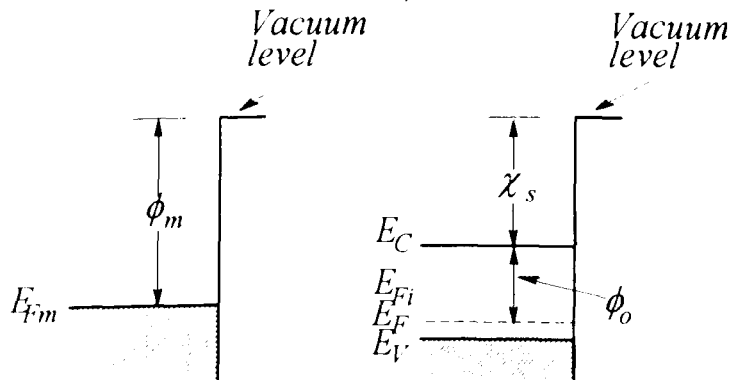 Vacuum level
Vacuum level
ϕm
χs
EC
EFi
EF
EV
ϕo
EFm